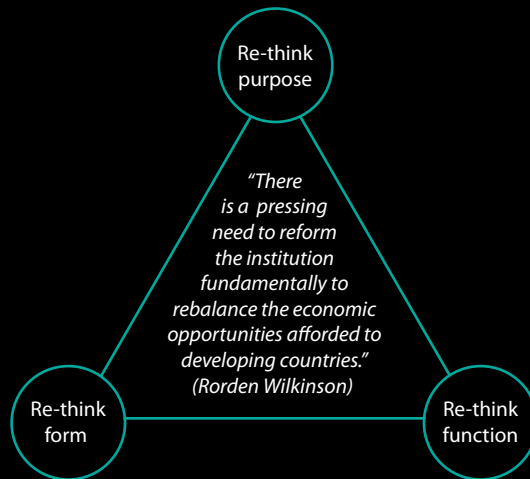 Re-think
purpose
"There
is a pressing
need to reform
the institution
fundamentally to
rebalance the economic
opportunities afforded to
developing countries."
(Rorden Wilkinson)
Re-think
form
Re-think
function